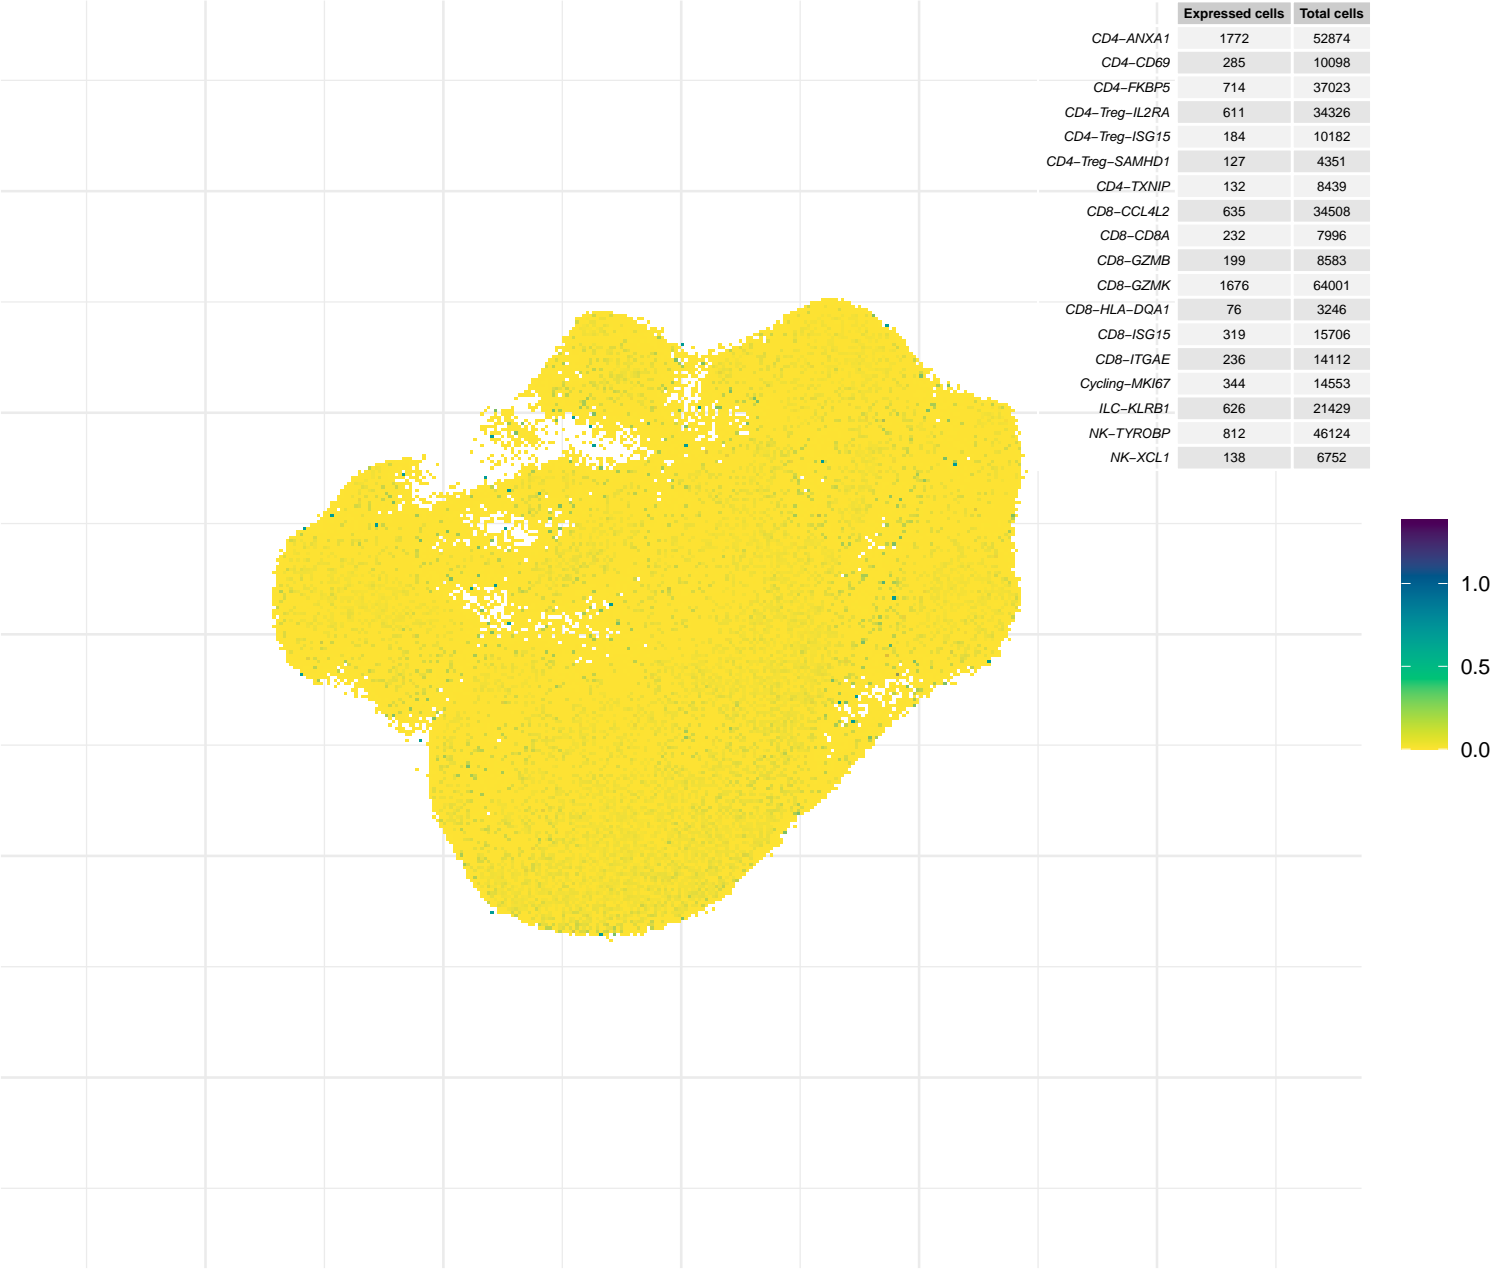 Expressed cells Total cells
CD4−ANXA1 1772 52874
CD4−CD69 285 10098
CD4−FKBP5 714 37023
CD4−Treg−IL2RA 611 34326
CD4−Treg−ISG15 184 10182
CD4−Treg−SAMHD1 127 4351
CD4−TXNIP 132 8439
CD8−CCL4L2 635 34508
CD8−CD8A 232 7996
CD8−GZMB 199 8583
CD8−GZMK 1676 64001
CD8−HLA−DQA1 76 3246
CD8−ISG15 319 15706
CD8−ITGAE 236 14112
Cycling−MKI67 344 14553
ILC−KLRB1 626 21429
NK−TYROBP 812 46124
NK−XCL1 138 6752
1.0
0.5
0.0